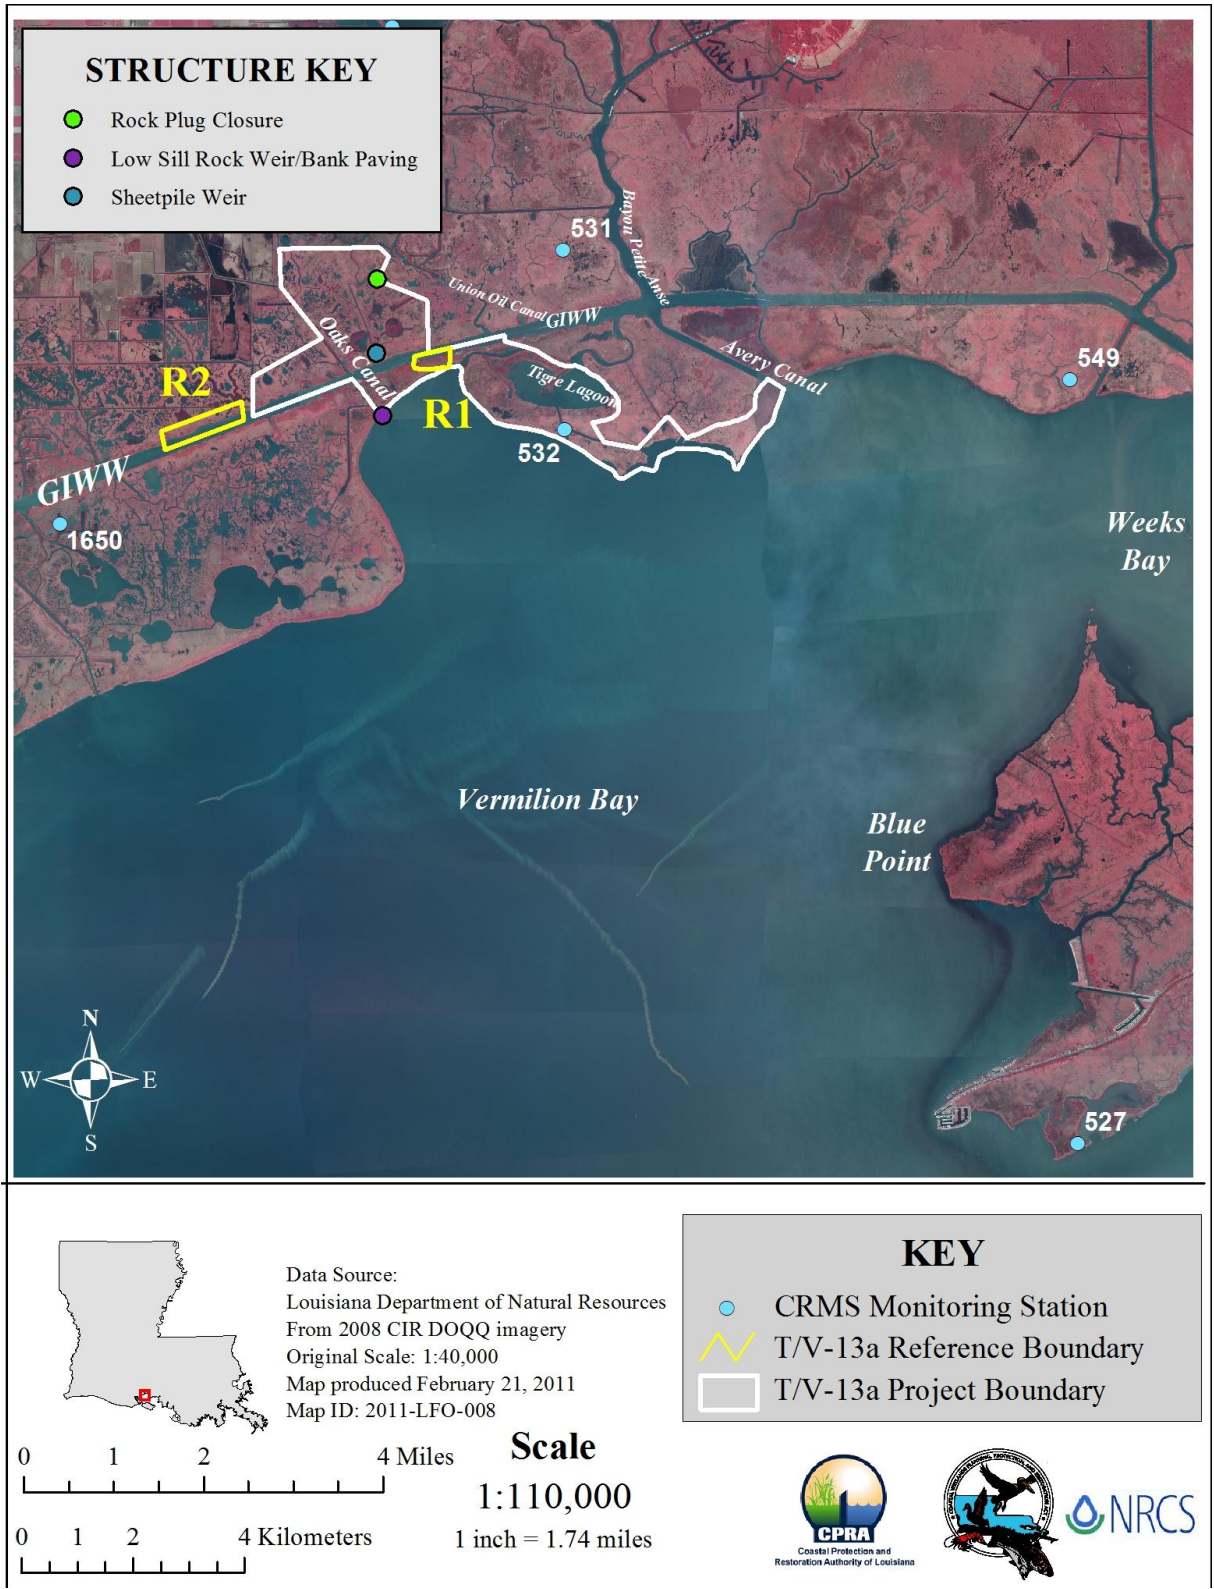 STRUCTURE KEY
Rock Plug Closure
Low Sill Rock Weir/Bank Paving
Sheetpile Weir
531
Bayou Petite Anse
Union Oil Canal
GIWW
Oaks Canal
Avery Canal
549
Tigre Lagoon
R2
R1
532
GIWW
1650
Weeks
Bay
Vermilion Bay
Blue
Point
N
W
E
S
527
Data Source:
Louisiana Department of Natural Resources
From 2008 CIR DOQQ imagery
Original Scale: 1:40,000
Map produced February 21, 2011
Map ID: 2011-LFO-008
KEY
CRMS Monitoring Station
T/V-13a Reference Boundary
T/V-13a Project Boundary
0 1 2 4 Miles
0 1 2 4 Kilometers
Scale
1:110,000
1 inch = 1.74 miles
CPRA
Coastal Protection and
Restoration Authority of Louisiana
NRCS